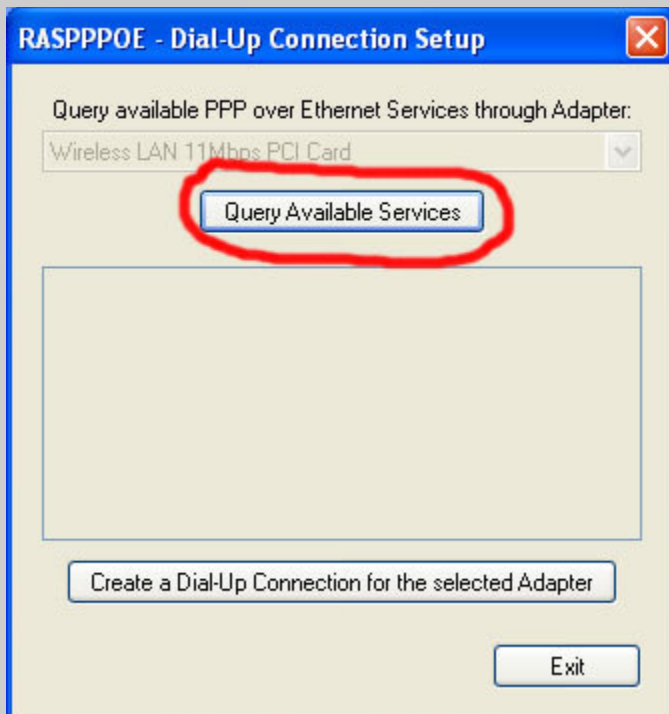 RASPPPOE - Dial-Up Connection Setup
Query available PPP over Ethernet Services through Adapter:
Wireless LAN 11Mbps PCI Card
Query Available Services
Create a Dial-Up Connection for the selected Adapter
Exit